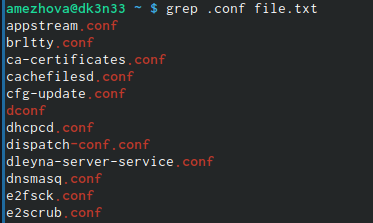 amezhova@dk3n33 ~ $ grep .conf file.txt
appstream.conf
brltty.conf
ca-certificates.conf
cachefilesd.conf
cfg-update.conf
dconf
dhcpcd.conf
dispatch-conf.conf
dleyna-server-service.conf
dnsmasq.conf
e2fsck.conf
e2scrub.conf